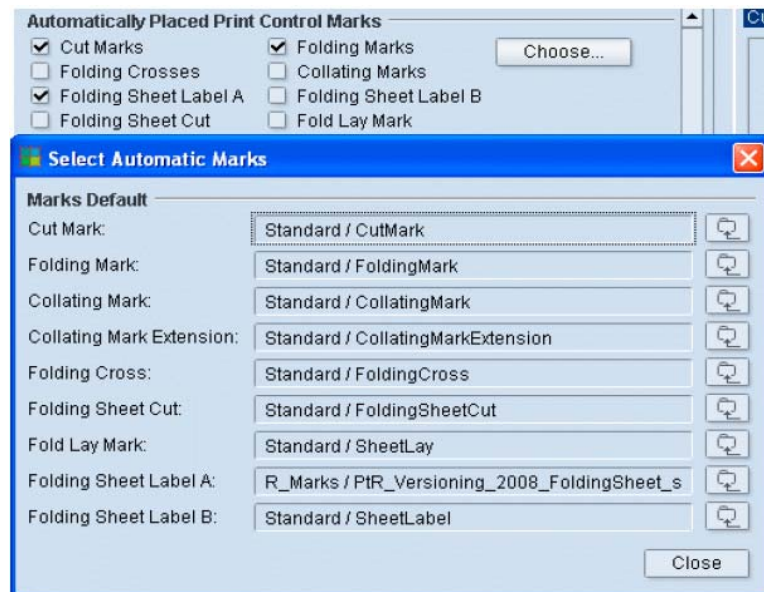 Automatically Placed Print Control Marks
Cut Marks Folding Marks Choose...
Folding Crosses Collating Marks
Folding Sheet Label A Folding Sheet Label B
Folding Sheet Cut Fold Lay Mark
Select Automatic Marks
Marks Default
Cut Mark: Standard / CutMark
Folding Mark: Standard / FoldingMark
Collating Mark: Standard / CollatingMark
Collating Mark Extension: Standard / CollatingMarkExtension
Folding Cross: Standard / FoldingCross
Folding Sheet Cut: Standard / FoldingSheetCut
Fold Lay Mark: Standard / SheetLay
Folding Sheet Label A: R_Marks / PtR_Versioning_2008_FoldingSheet_s
Folding Sheet Label B: Standard / SheetLabel
Close